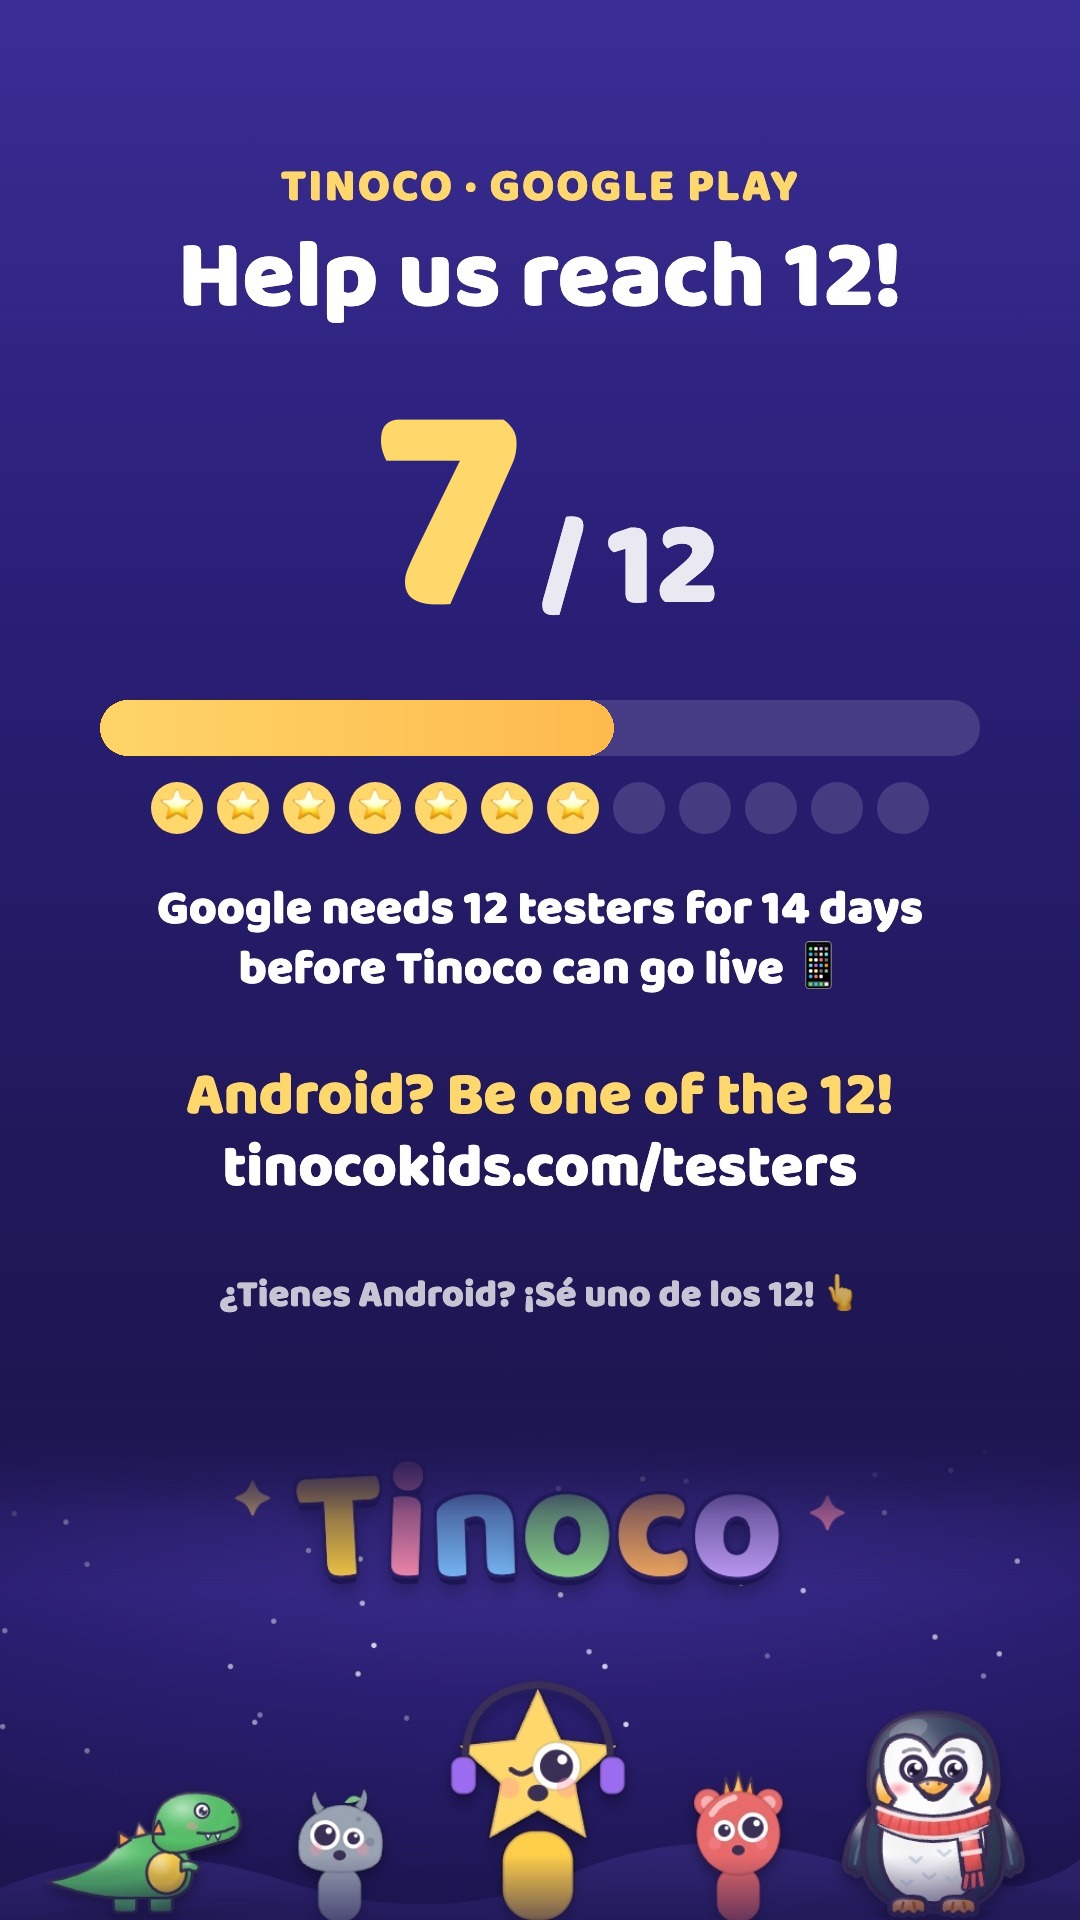 TINOCO · GOOGLE PLAY
Help us reach 12!
7 / 12
Google needs 12 testers for 14 days
before Tinoco can go live 📱
Android? Be one of the 12!
tinocokids.com/testers
¿Tienes Android? ¡Sé uno de los 12! 👆
Tinoco